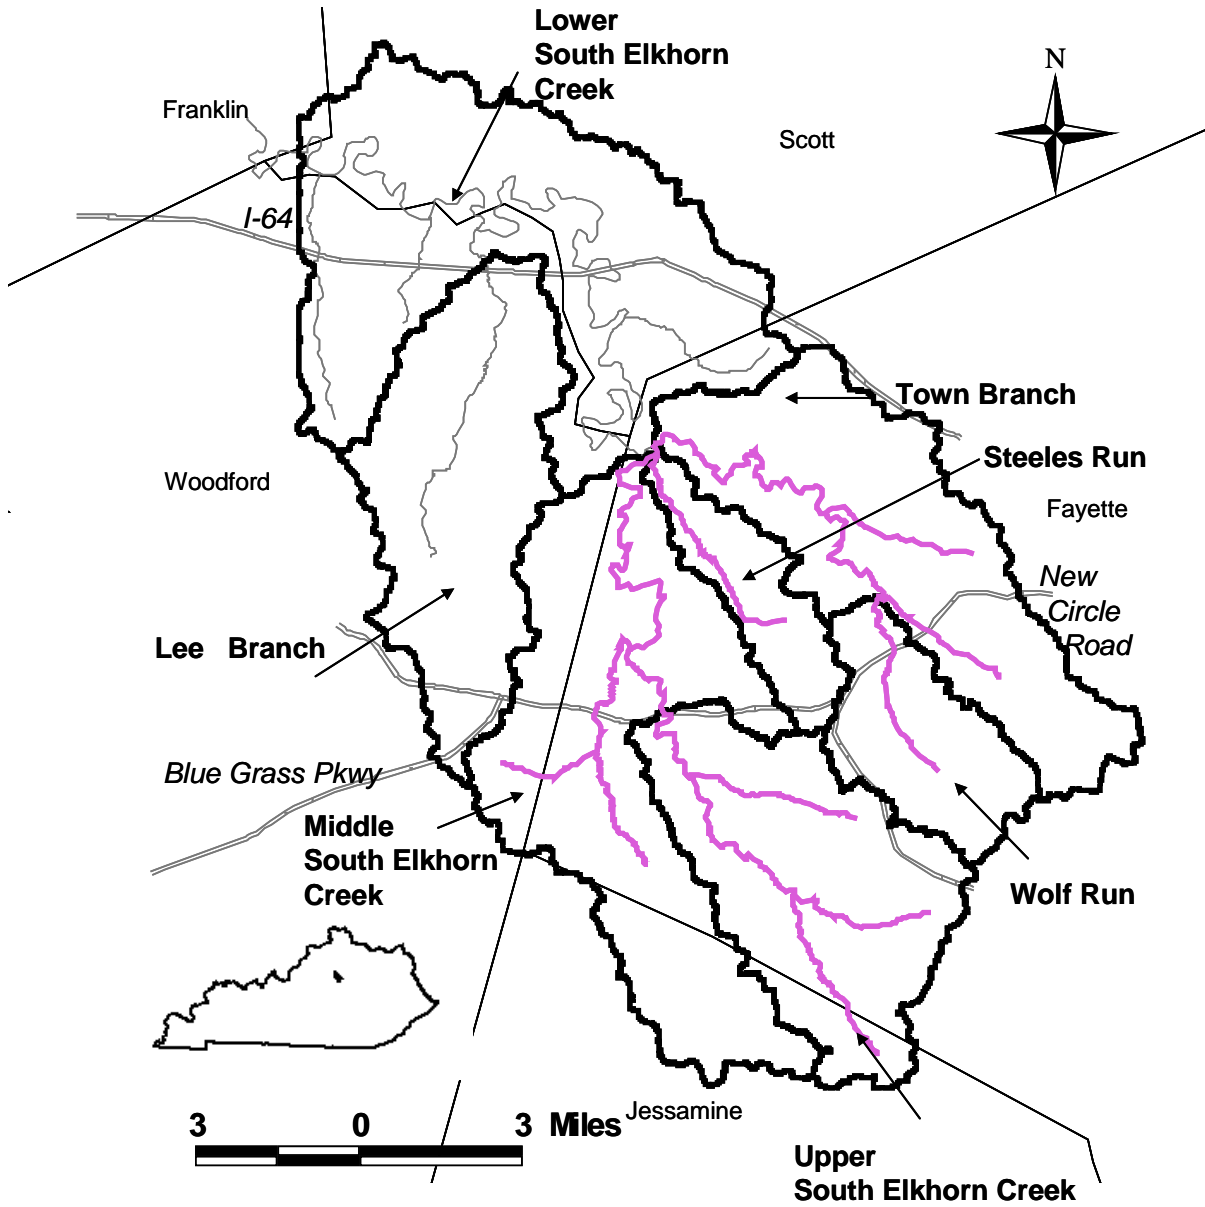 Lower
South Elkhorn
Creek
N
Franklin
Scott
I-64
Town Branch
Steeles Run
Woodford
Fayette
New
Circle
Road
Lee Branch
Blue Grass Pkwy
Middle
South Elkhorn
Creek
Wolf Run
3 0 3 Miles
Jessamine
Upper
South Elkhorn Creek